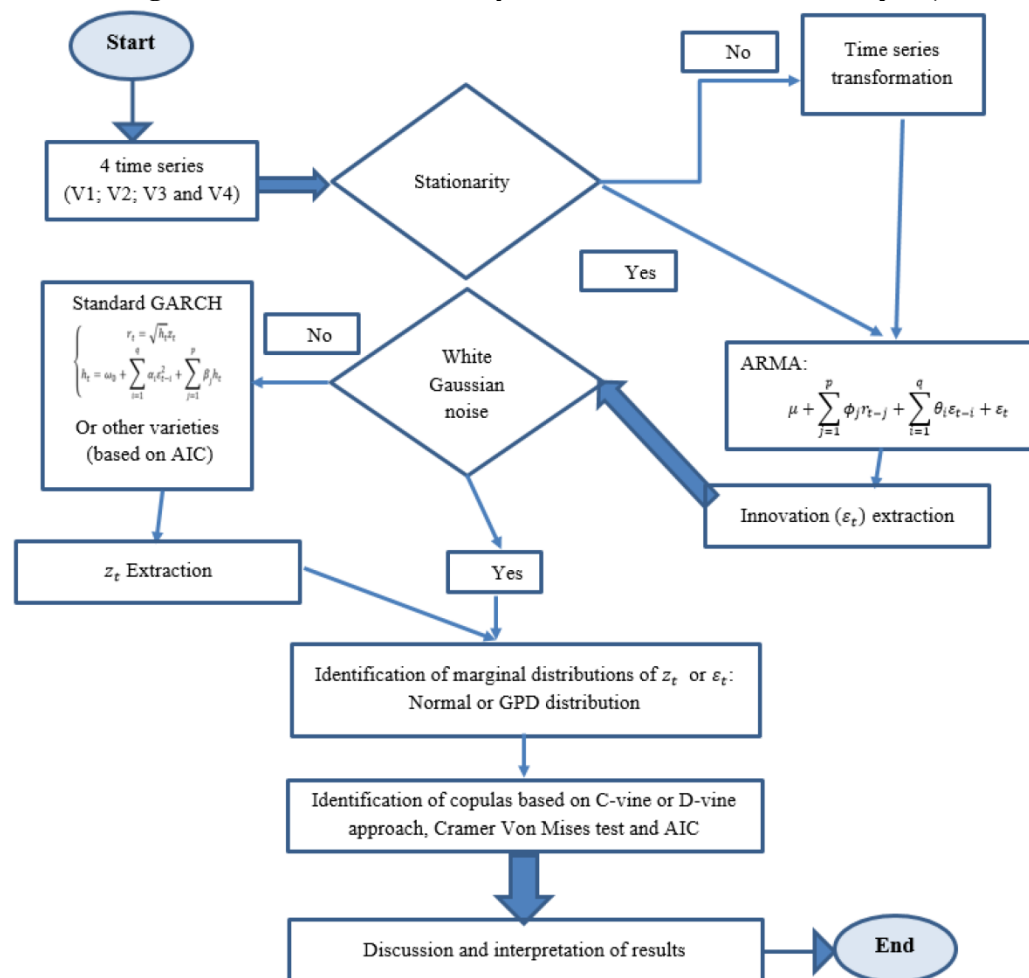 Start
4 time series
(V1; V2; V3 and V4)
Stationarity
No
Time series
transformation
Yes
ARMA:
μ + ∑_{j=1}^{p} ϕ_j r_{t−j} + ∑_{i=1}^{q} θ_i ε_{t−i} + ε_t
Innovation (ε_t) extraction
White
Gaussian
noise
No
Standard GARCH
r_t = √h_t z_t
h_t = ω_0 + ∑_{i=1}^{q} α_i ε²_{t−i} + ∑_{j=1}^{p} β_j h_t
Or other varieties
(based on AIC)
z_t Extraction
Yes
Identification of marginal distributions of z_t or ε_t:
Normal or GPD distribution
Identification of copulas based on C-vine or D-vine
approach, Cramer Von Mises test and AIC
Discussion and interpretation of results
End